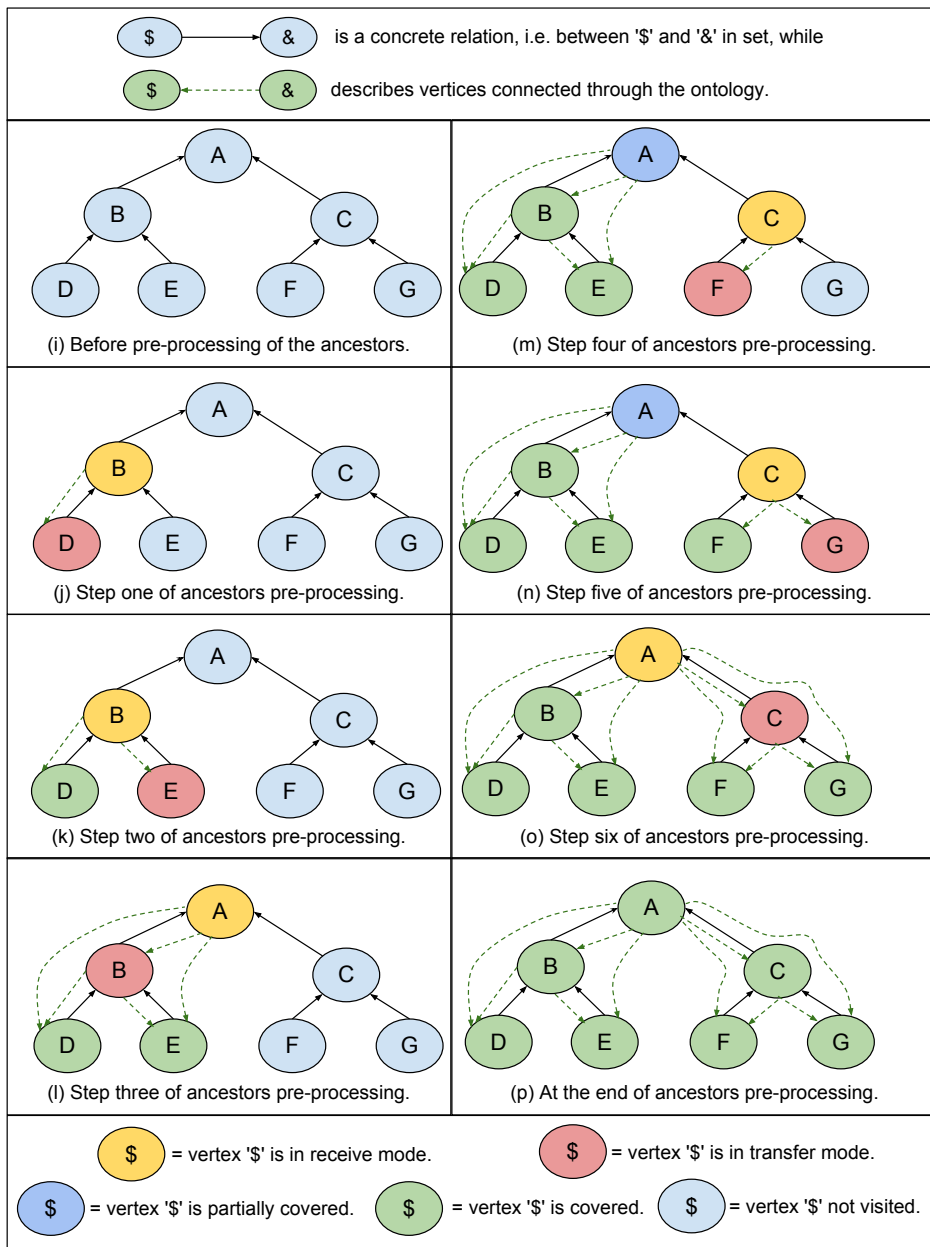 $ & is a concrete relation, i.e. between '$' and '&' in set, while
$ & describes vertices connected through the ontology.
A
B
C
D E F G
(i) Before pre-processing of the ancestors.
A
B
C
D E F G
(j) Step one of ancestors pre-processing.
A
B
C
D E F G
(k) Step two of ancestors pre-processing.
A
B
C
D E F G
(l) Step three of ancestors pre-processing.
A
B
C
D E F G
(m) Step four of ancestors pre-processing.
A
B
C
D E F G
(n) Step five of ancestors pre-processing.
A
B
C
D E F G
(o) Step six of ancestors pre-processing.
A
B
C
D E F G
(p) At the end of ancestors pre-processing.
$ = vertex '$' is in receive mode.
$ = vertex '$' is in transfer mode.
$ = vertex '$' is partially covered.
$ = vertex '$' is covered.
$ = vertex '$' not visited.